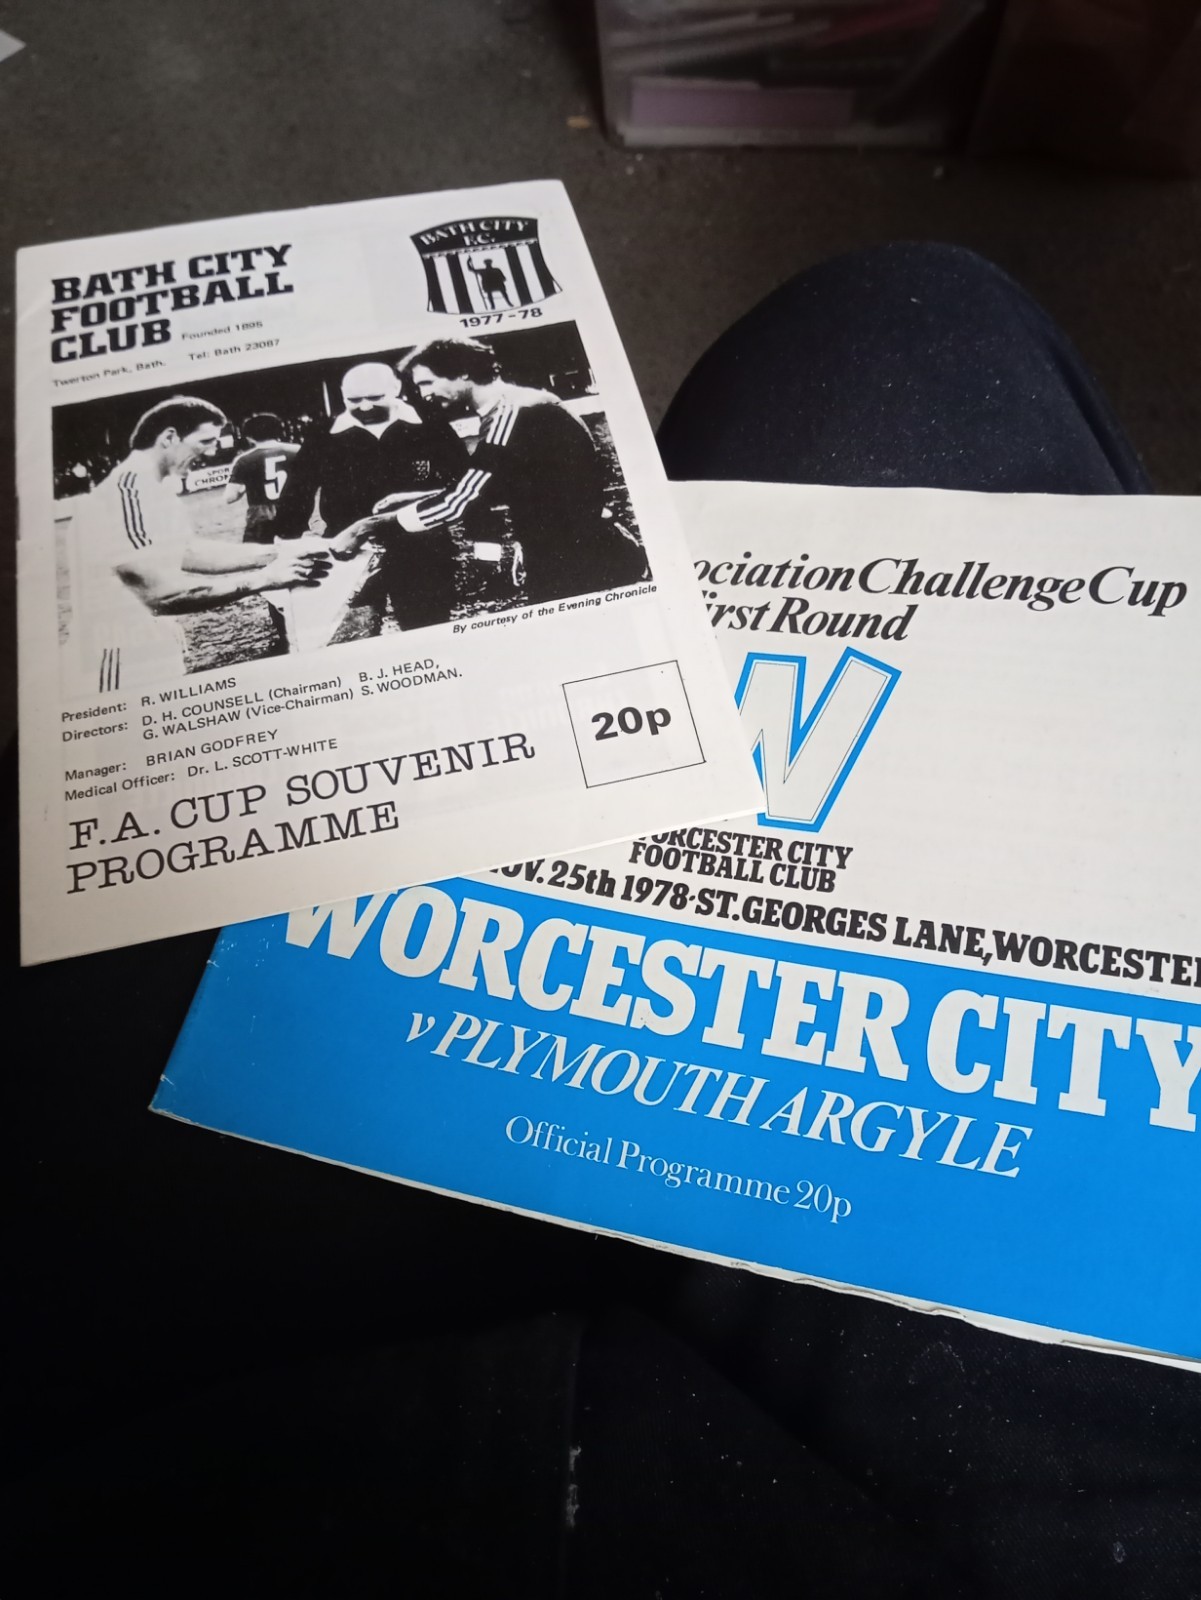 BATH CITY
FOOTBALL
CLUB Founded 1895
Twerton Park, Bath. Tel: Bath 23087
BATH CITY
F.C.
1977-78
5
By courtesy of the Evening Chronicle
President: R. WILLIAMS
Directors: D. H. COUNSELL (Chairman) B. J. HEAD,
G. WALSHAW (Vice-Chairman) S. WOODMAN.
Manager: BRIAN GODFREY
Medical Officer: Dr. L. SCOTT-WHITE
20p
F.A. CUP SOUVENIR
PROGRAMME
ociation Challenge Cup
irst Round
W
WORCESTER CITY
FOOTBALL CLUB
OV. 25th 1978·ST.GEORGES LANE, WORCESTER
WORCESTER CITY
v PLYMOUTH ARGYLE
Official Programme 20p